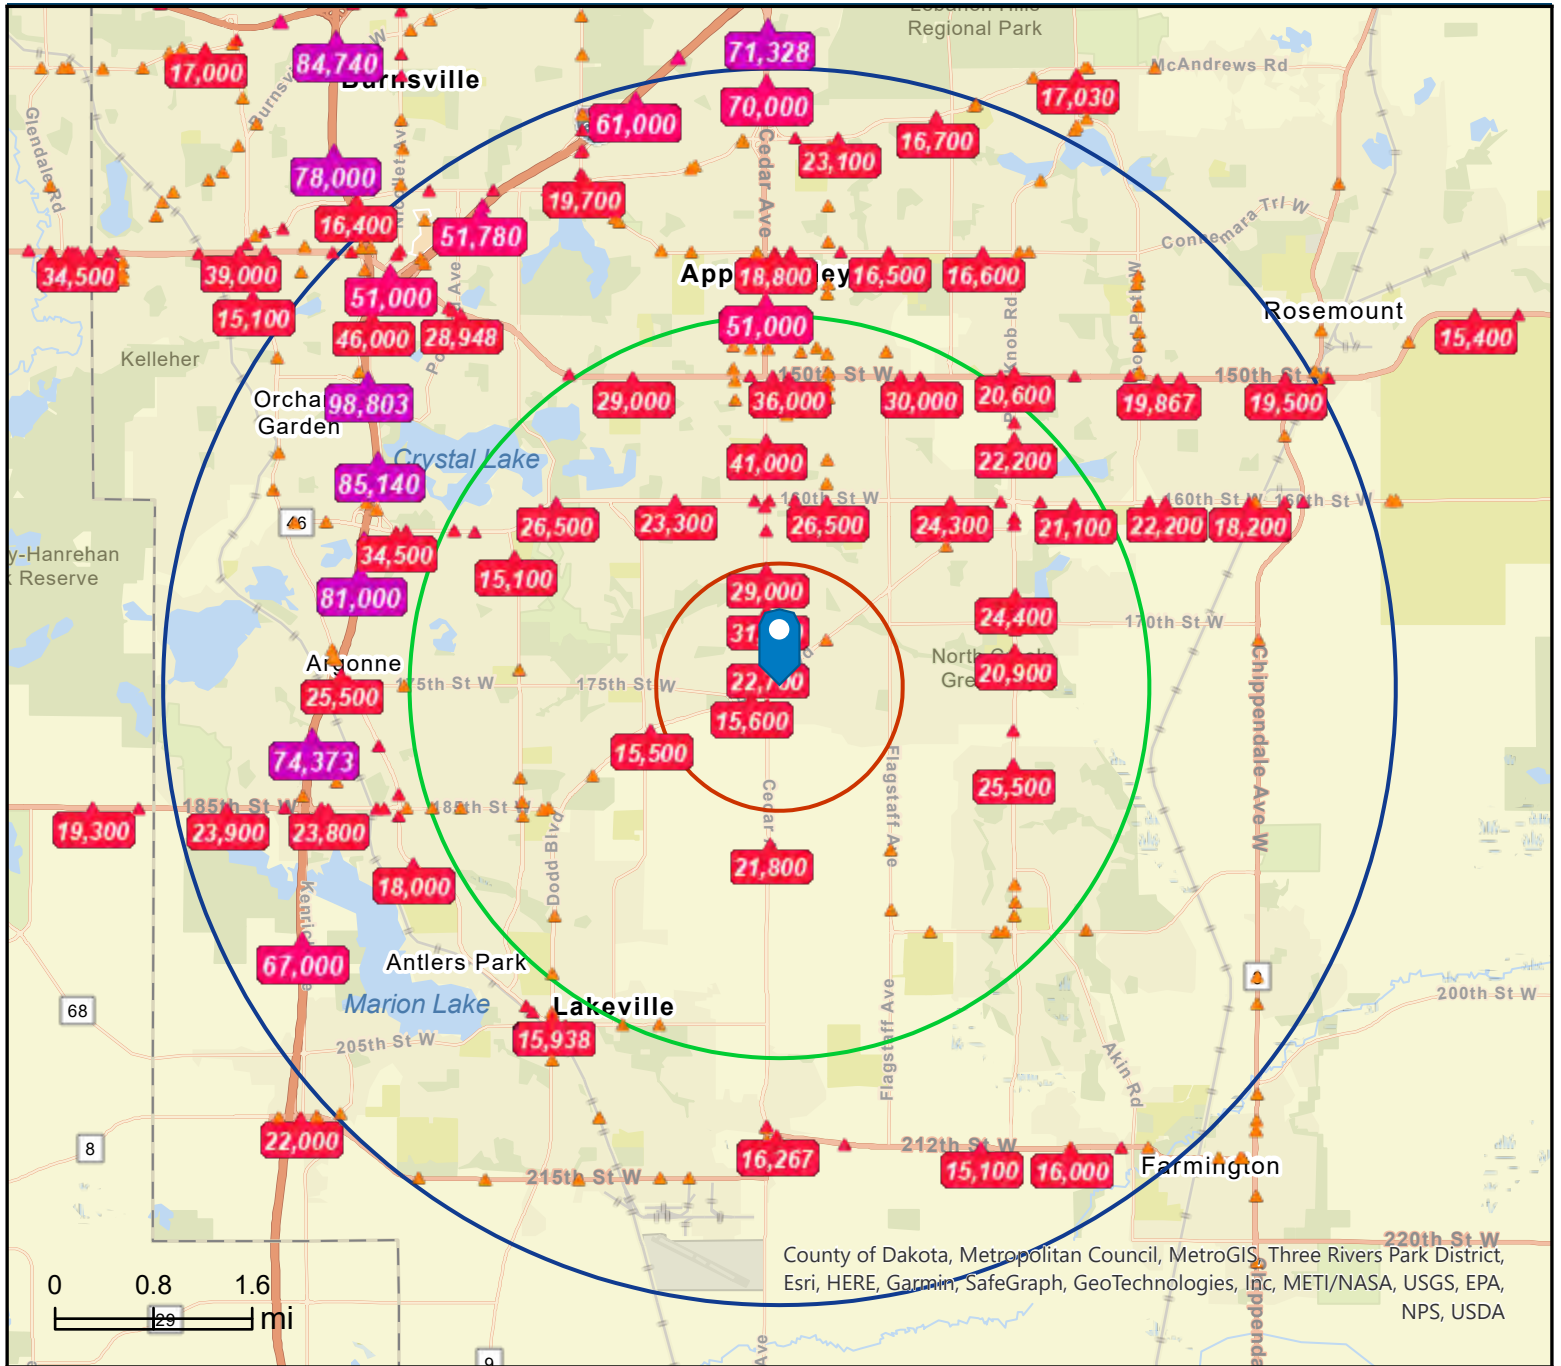 Lebanon Hills
Regional Park
71,328
84,740
Burnsville
17,000
McAndrews Rd
70,000
17,030
61,000
16,700
Glendale Rd
Cedar Ave
23,100
78,000
19,700
16,400
51,780
Connemara Trl W
34,500
39,000
18,800
16,500
16,600
51,000
15,100
51,000
Rosemount
46,000
28,948
15,400
Kelleher
150th St W
150th St W
Orcha
Garden
98,803
29,000
36,000
30,000
20,600
19,867
19,500
Crystal Lake
41,000
22,200
85,140
160th St W
160th St W
160th St W
46
26,500
23,300
26,500
24,300
21,100
22,200
18,200
y-Hanrehan
k Reserve
34,500
15,100
81,000
29,000
24,400
170th St W
Argonne
175th St W
175th St W
20,900
25,500
15,600
Chippendale Ave W
74,373
15,500
25,500
Flagstaff Ave
Cedar
185th St W
185th St W
19,300
23,900
23,800
Dodd Blvd
21,800
18,000
67,000
Antlers Park
3
200th St W
Marion Lake
Lakeville
68
15,938
205th St W
Flagstaff Ave
Akin Rd
22,000
8
16,267
212th St W
15,100
16,000
Farmington
215th St W
220th St W
County of Dakota, Metropolitan Council, MetroGIS, Three Rivers Park District,
Esri, HERE, Garmin, SafeGraph, GeoTechnologies, Inc, METI/NASA, USGS, EPA,
NPS, USDA
0 0.8 1.6
mi
29
9
Ave